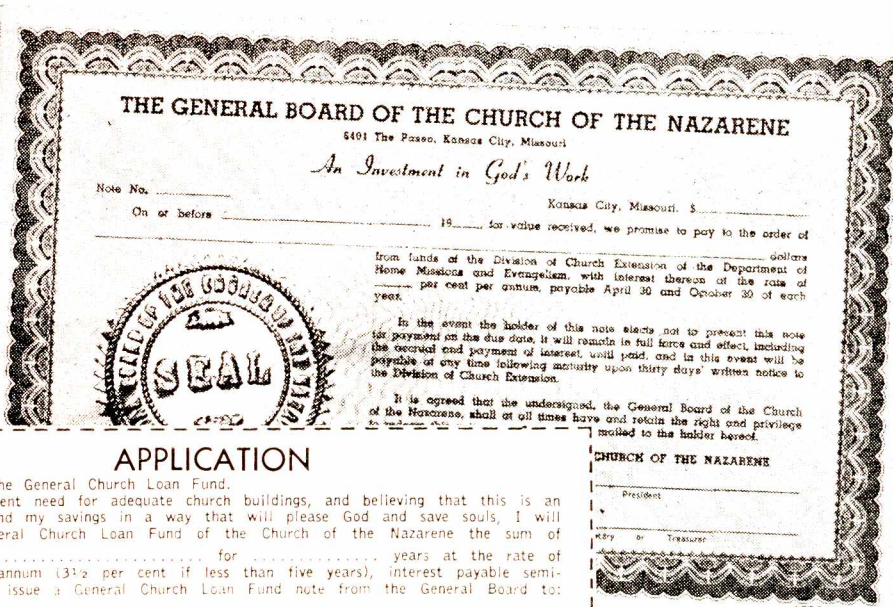 THE GENERAL BOARD OF THE CHURCH OF THE NAZARENE
6401 The Paseo, Kansas City, Missouri
An Investment in God's Work
Note No.
Kansas City, Missouri. $
On or before 19 for value received, we promise to pay to the order of
dollars
from funds of the Division of Church Extension of the Department of
Home Missions and Evangelism, with interest thereon at the rate of
per cent per annum, payable April 30 and October 30 of each
year.
In the event the holder of this note elects not to present this note
for payment on the due date, it will remain in full force and effect, including
the accrual and payment of interest, until paid, and in this event will be
payable at any time following maturity upon thirty days' written notice to
the Division of Church Extension.
It is agreed that the undersigned, the General Board of the Church
of the Nazarene, shall at all times have and retain the right and privilege
mailed to the holder hereof.
CHURCH OF THE NAZARENE
President
or Treasurer
OF THE CHURCH OF THE
SEAL
APPLICATION
he General Church Loan Fund.
ent need for adequate church buildings, and believing that this is an
nd my savings in a way that will please God and save souls, I will
eral Church Loan Fund of the Church of the Nazarene the sum of
.................... for ................ years at the rate of
annum (3½ per cent if less than five years), interest payable semi-
issue a General Church Loan Fund note from the General Board to: